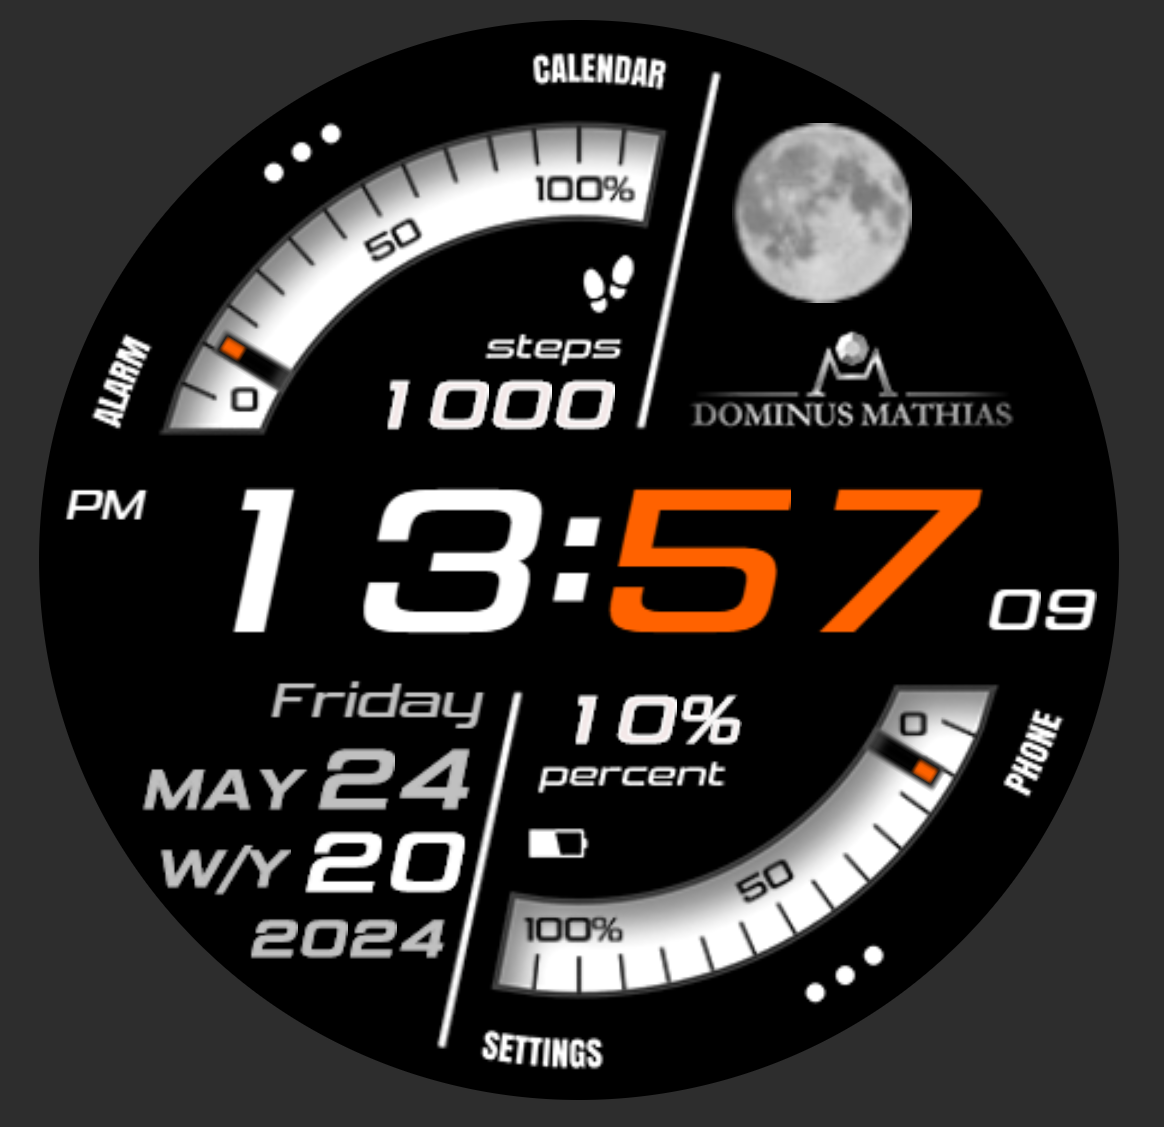 CALENDAR
100%
50
0
ALARM
steps
1000
DOMINUS MATHIAS
PM
13:57
09
Friday
MAY 24
W/Y 20
2024
10%
percent
0
50
100%
PHONE
SETTINGS